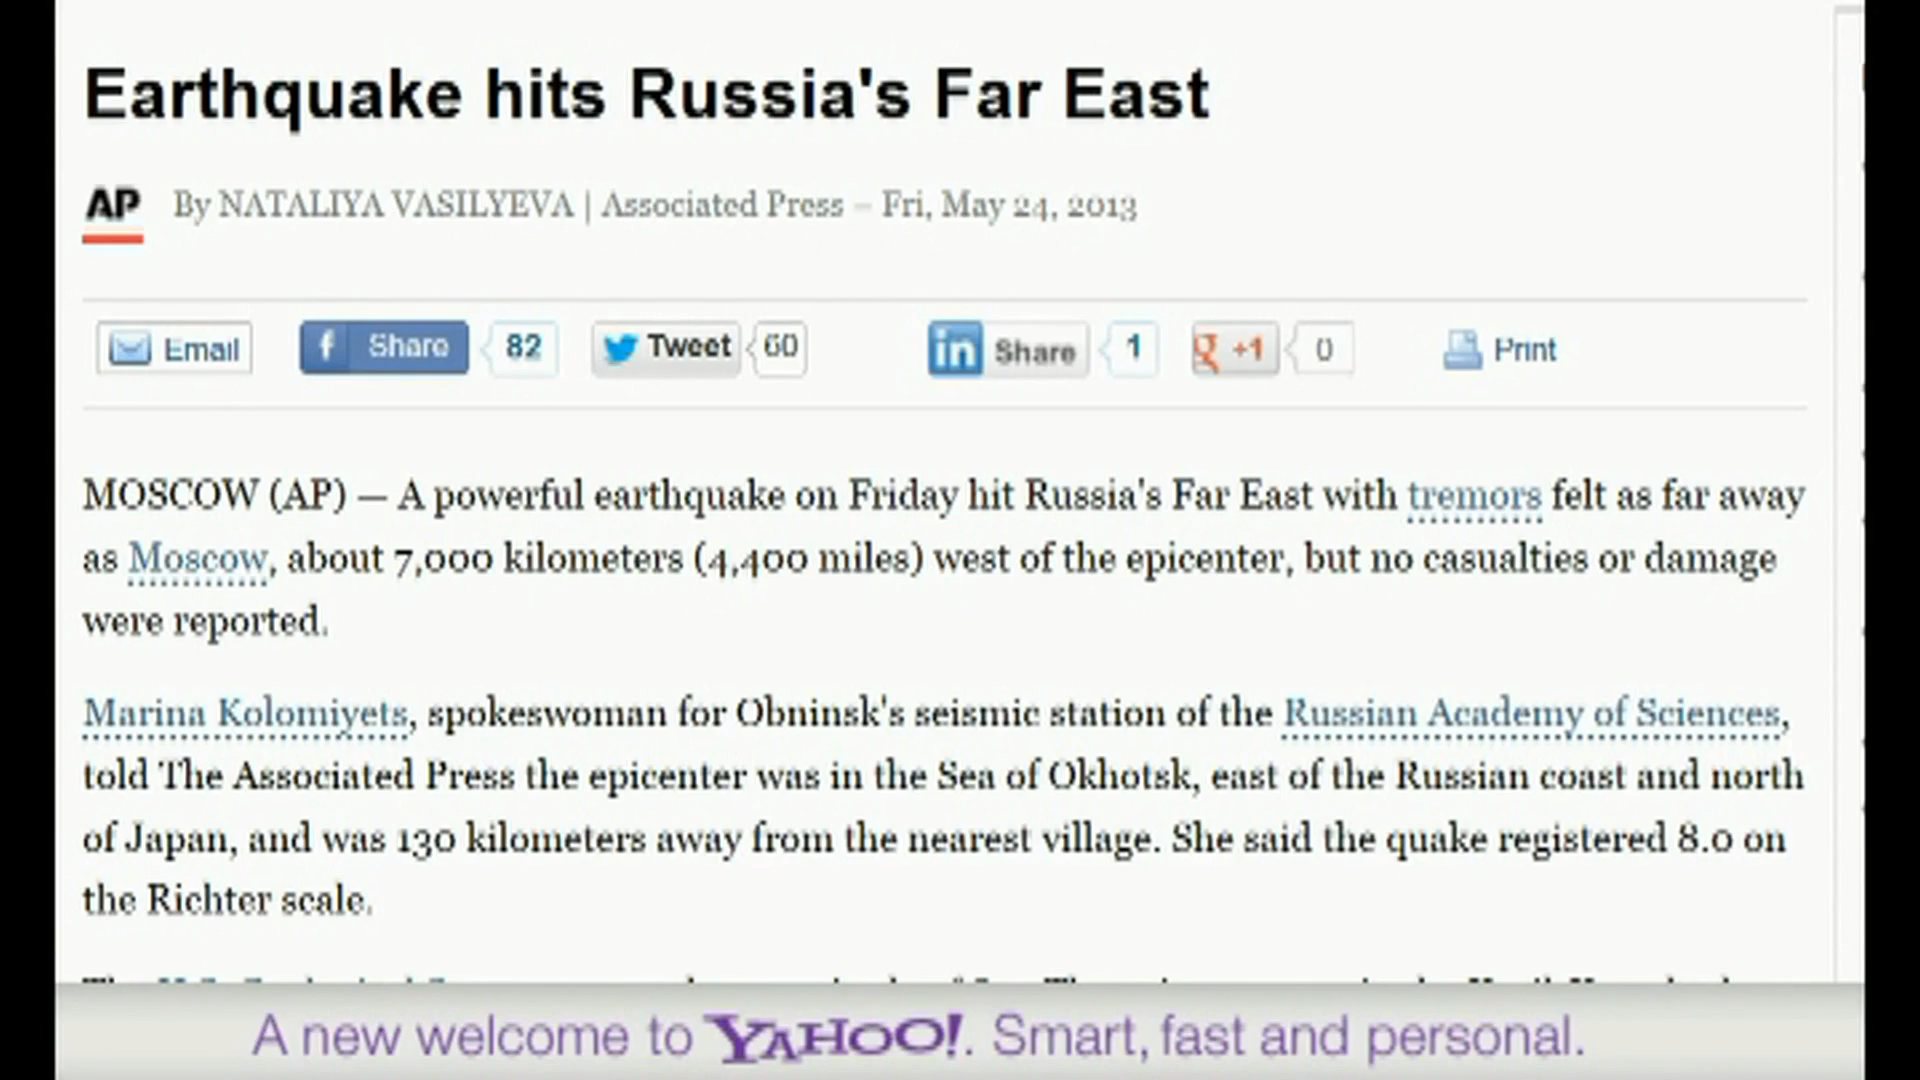 Earthquake hits Russia's Far East
AP By NATALIYA VASILYEVA | Associated Press – Fri, May 24, 2013
Email f Share 82 Tweet 60 in Share 1 g +1 0 Print
MOSCOW (AP) — A powerful earthquake on Friday hit Russia's Far East with tremors felt as far away
as Moscow, about 7,000 kilometers (4,400 miles) west of the epicenter, but no casualties or damage
were reported.
Marina Kolomiyets, spokeswoman for Obninsk's seismic station of the Russian Academy of Sciences,
told The Associated Press the epicenter was in the Sea of Okhotsk, east of the Russian coast and north
of Japan, and was 130 kilometers away from the nearest village. She said the quake registered 8.0 on
the Richter scale.
A new welcome to YAHOO!. Smart, fast and personal.